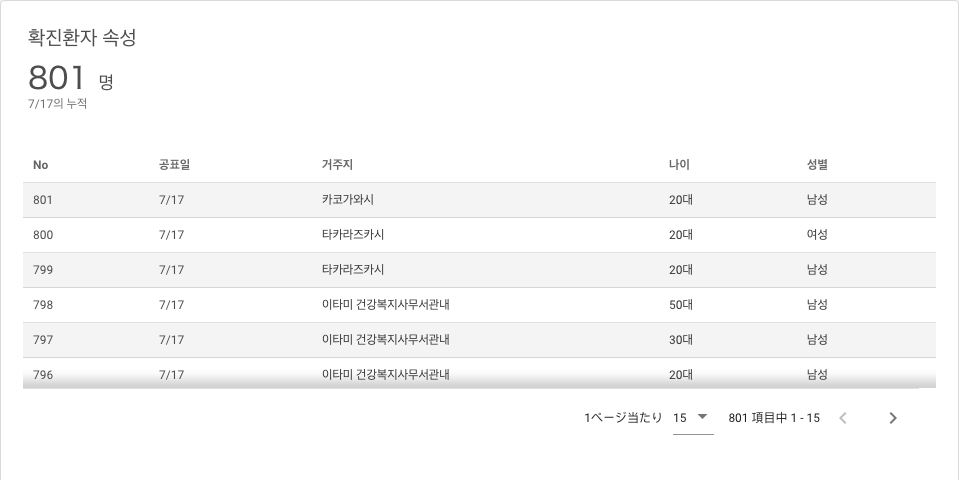 확진환자 속성
801 명
7/17의 누적
No 공표일 거주지 나이 성별
801 7/17 카코가와시 20대 남성
800 7/17 타카라즈카시 20대 여성
799 7/17 타카라즈카시 20대 남성
798 7/17 이타미 건강복지사무서관내 50대 남성
797 7/17 이타미 건강복지사무서관내 30대 남성
796 7/17 이타미 건강복지사무서관내 20대 남성
1ページ当たり 15 801 項目中 1 - 15